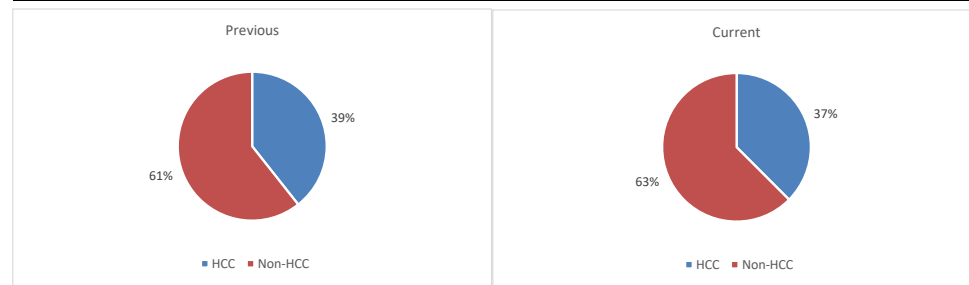 Previous
39%
61%
HCC Non-HCC
Current
37%
63%
HCC Non-HCC